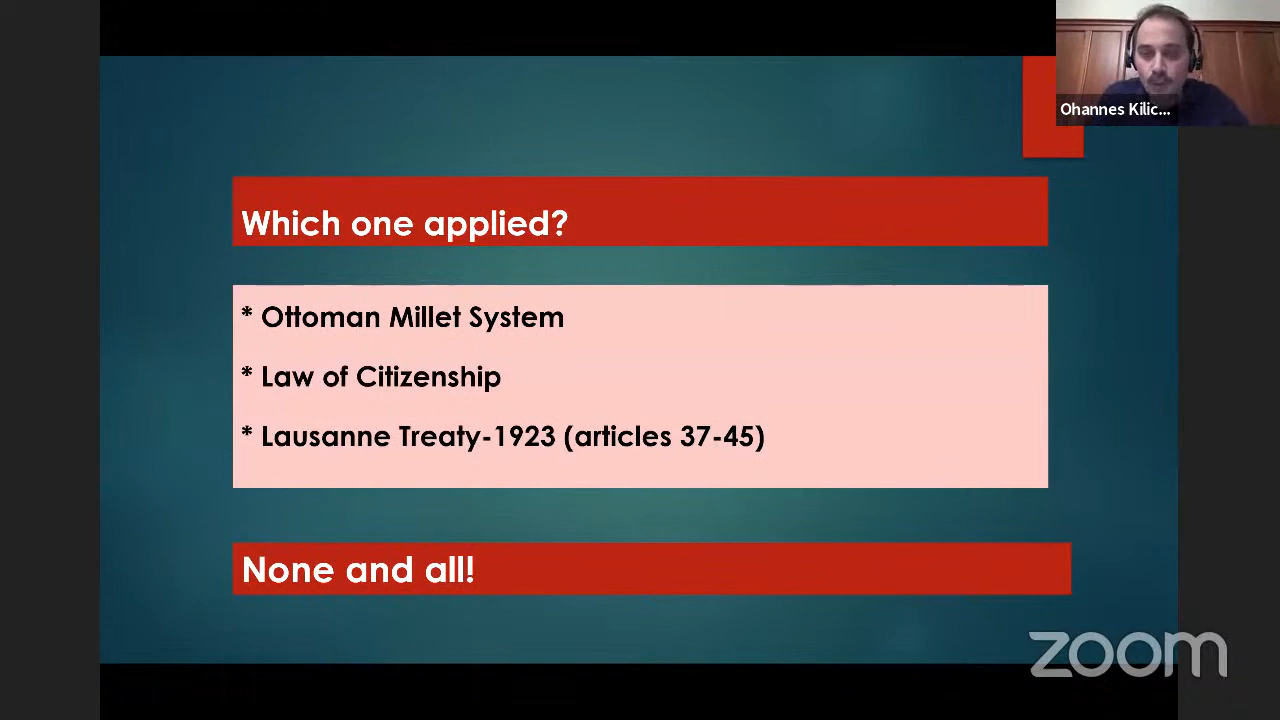 Ohannes Kilic...
Which one applied?
* Ottoman Millet System
* Law of Citizenship
* Lausanne Treaty-1923 (articles 37-45)
None and all!
zoom